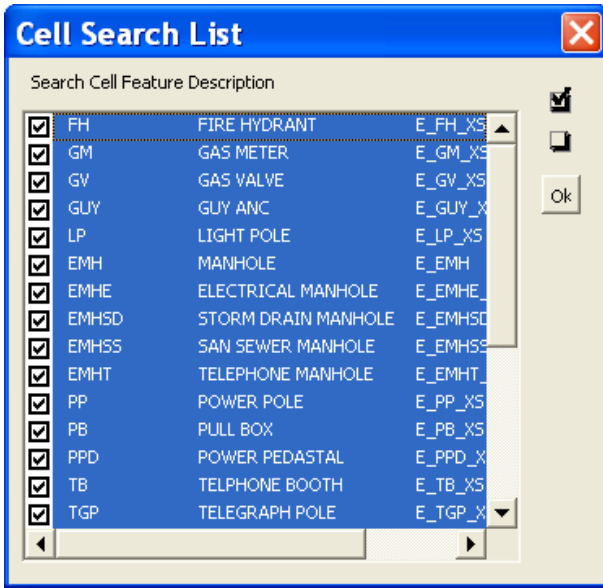 Cell Search List
Search Cell Feature Description
FH FIRE HYDRANT E_FH_XS
GM GAS METER E_GM_XS
GV GAS VALVE E_GV_XS
Ok
GUY GUY ANC E_GUY_X
LP LIGHT POLE E_LP_XS
EMH MANHOLE E_EMH
EMHE ELECTRICAL MANHOLE E_EMHE_
EMHSD STORM DRAIN MANHOLE E_EMHSD
EMHSS SAN SEWER MANHOLE E_EMHSS
EMHT TELEPHONE MANHOLE E_EMHT_
PP POWER POLE E_PP_XS
PB PULL BOX E_PB_XS
PPD POWER PEDASTAL E_PPD_X
TB TELPHONE BOOTH E_TB_XS
TGP TELEGRAPH POLE E_TGP_X